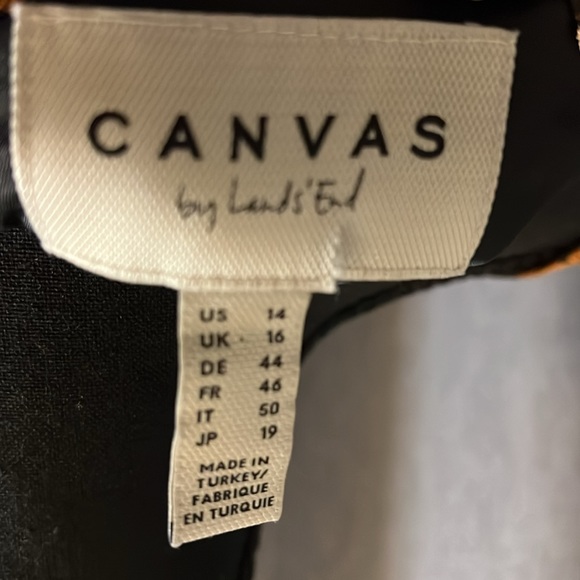 CANVAS
by Lands' End
US 14
UK 16
DE 44
FR 46
IT 50
JP 19
MADE IN
TURKEY/
FABRIQUE
EN TURQUIE